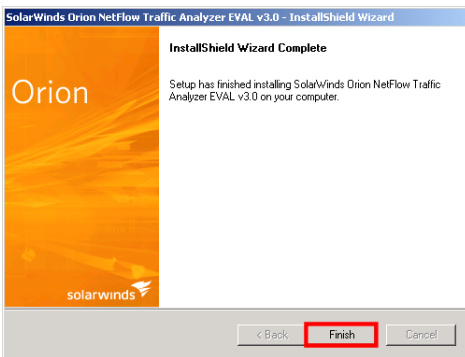 SolarWinds Orion NetFlow Traffic Analyzer EVAL v3.0 - InstallShield Wizard
InstallShield Wizard Complete
Orion
Setup has finished installing SolarWinds Orion NetFlow Traffic
Analyzer EVAL v3.0 on your computer.
solarwinds
< Back
Finish
Cancel